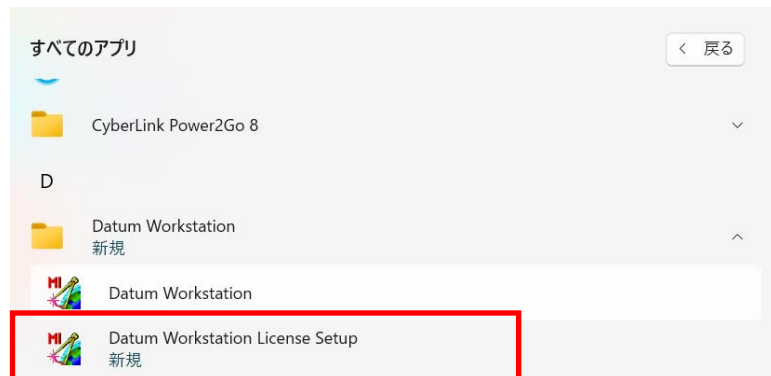 すべてのアプリ
戻る
CyberLink Power2Go 8
D
Datum Workstation
新規
MI
Datum Workstation
MI
Datum Workstation License Setup
新規